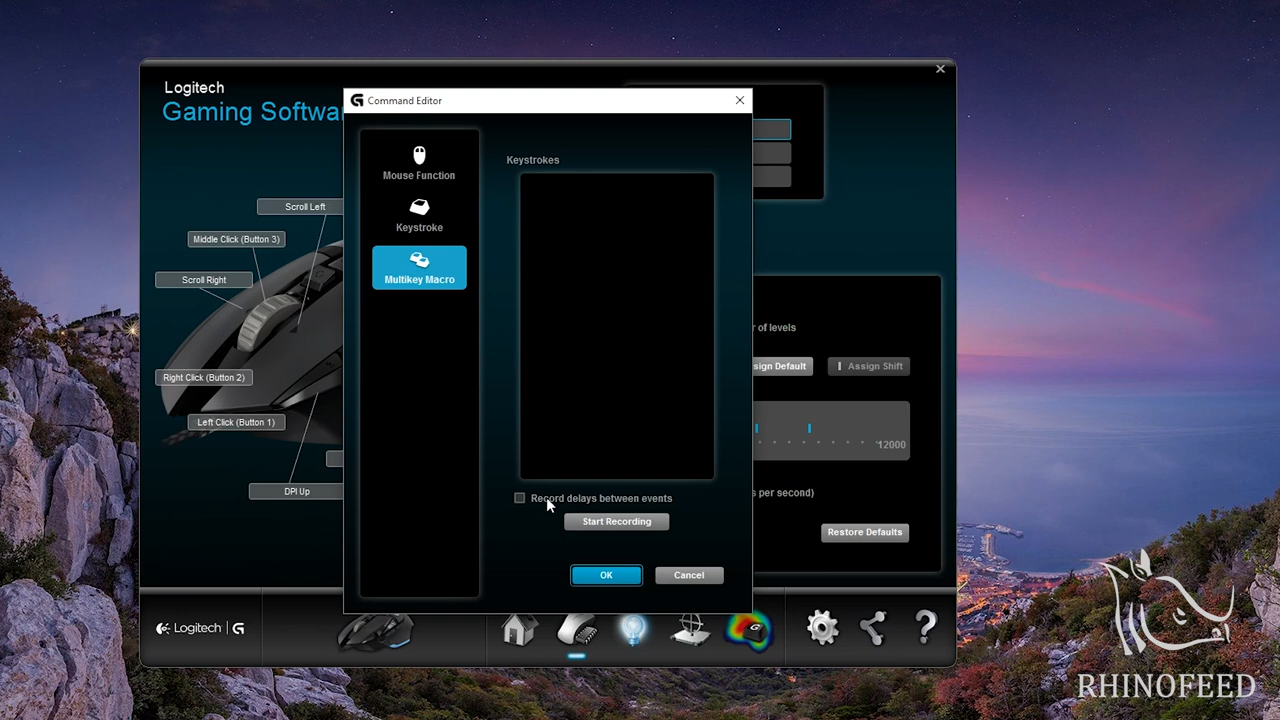 Logitech
Gaming Softwa
Command Editor
Mouse Function
Keystroke
Multikey Macro
Keystrokes
Record delays between events
Start Recording
OK
Cancel
Scroll Left
Middle Click (Button 3)
Scroll Right
Right Click (Button 2)
Left Click (Button 1)
DPI Up
r of levels
sign Default
Assign Shift
12000
s per second)
Restore Defaults
Logitech G
RHINOFEED